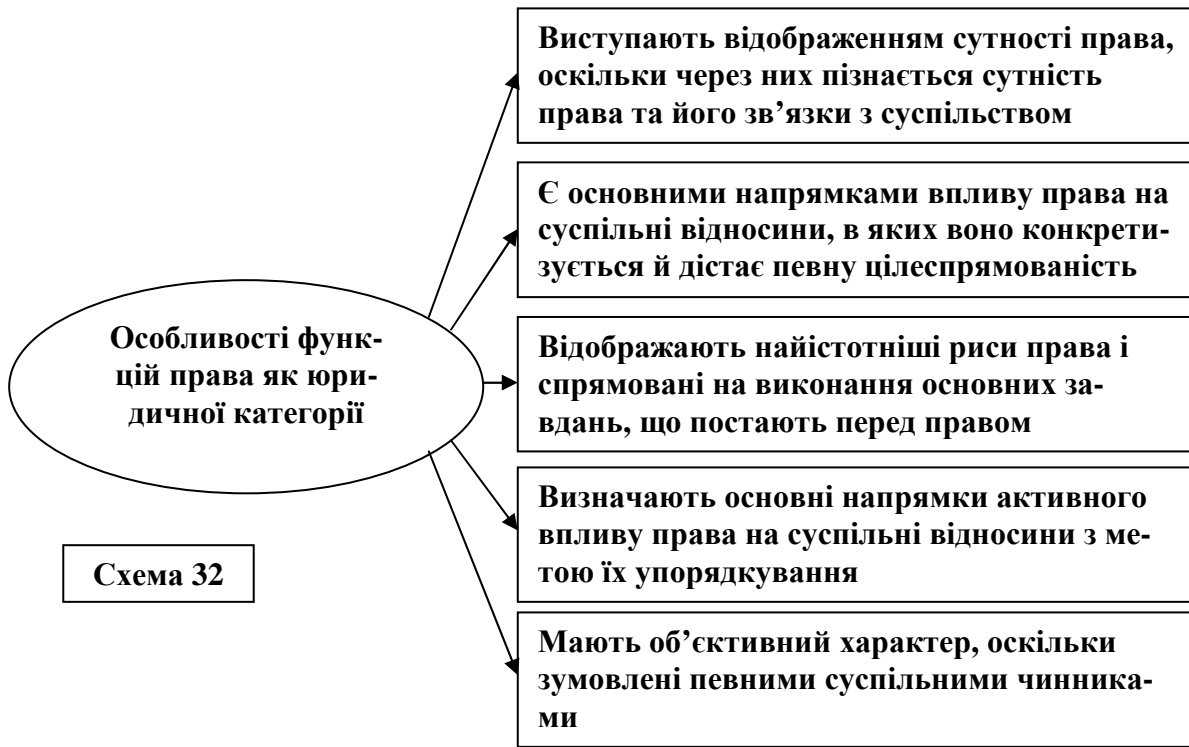 Виступають відображенням сутності права,
оскільки через них пізнається сутність
права та його зв’язки з суспільством
Є основними напрямками впливу права на
суспільні відносини, в яких воно конкрети-
зується й дістає певну цілеспрямованість
Особливості функ-
цій права як юри-
дичної категорії
Відображають найістотніші риси права і
спрямовані на виконання основних за-
вдань, що постають перед правом
Визначають основні напрямки активного
впливу права на суспільні відносини з ме-
тою їх упорядкування
Схема 32
Мають об’єктивний характер, оскільки
зумовлені певними суспільними чинника-
ми